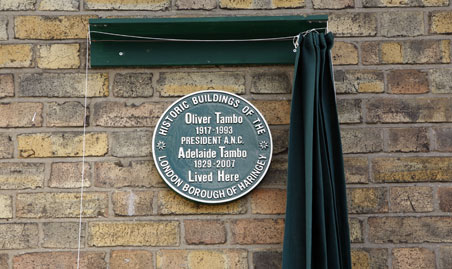 HISTORIC BUILDINGS OF THE
Oliver Tambo
1917-1993
PRESIDENT A.N.C.
Adelaide Tambo
1929-2007
Lived Here
LONDON BOROUGH OF HARINGEY